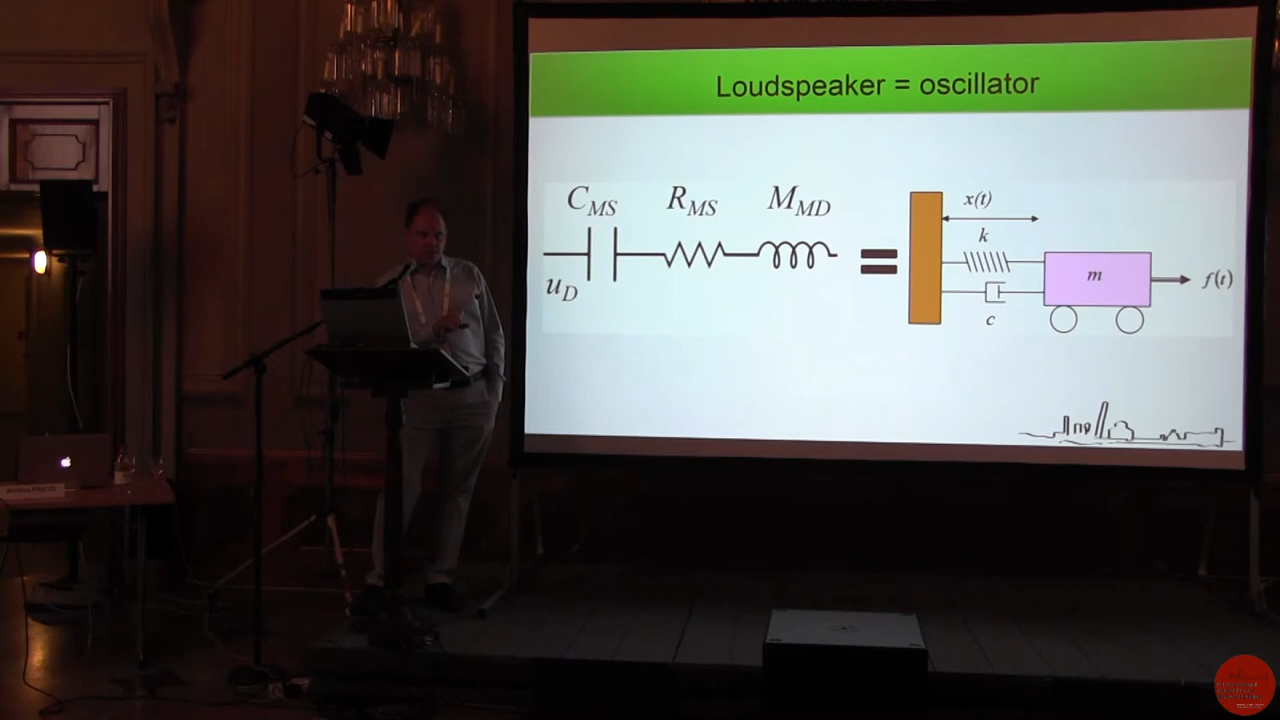 Loudspeaker = oscillator
C_MS R_MS M_MD
u_D
=
x(t)
k
m
f(t)
c